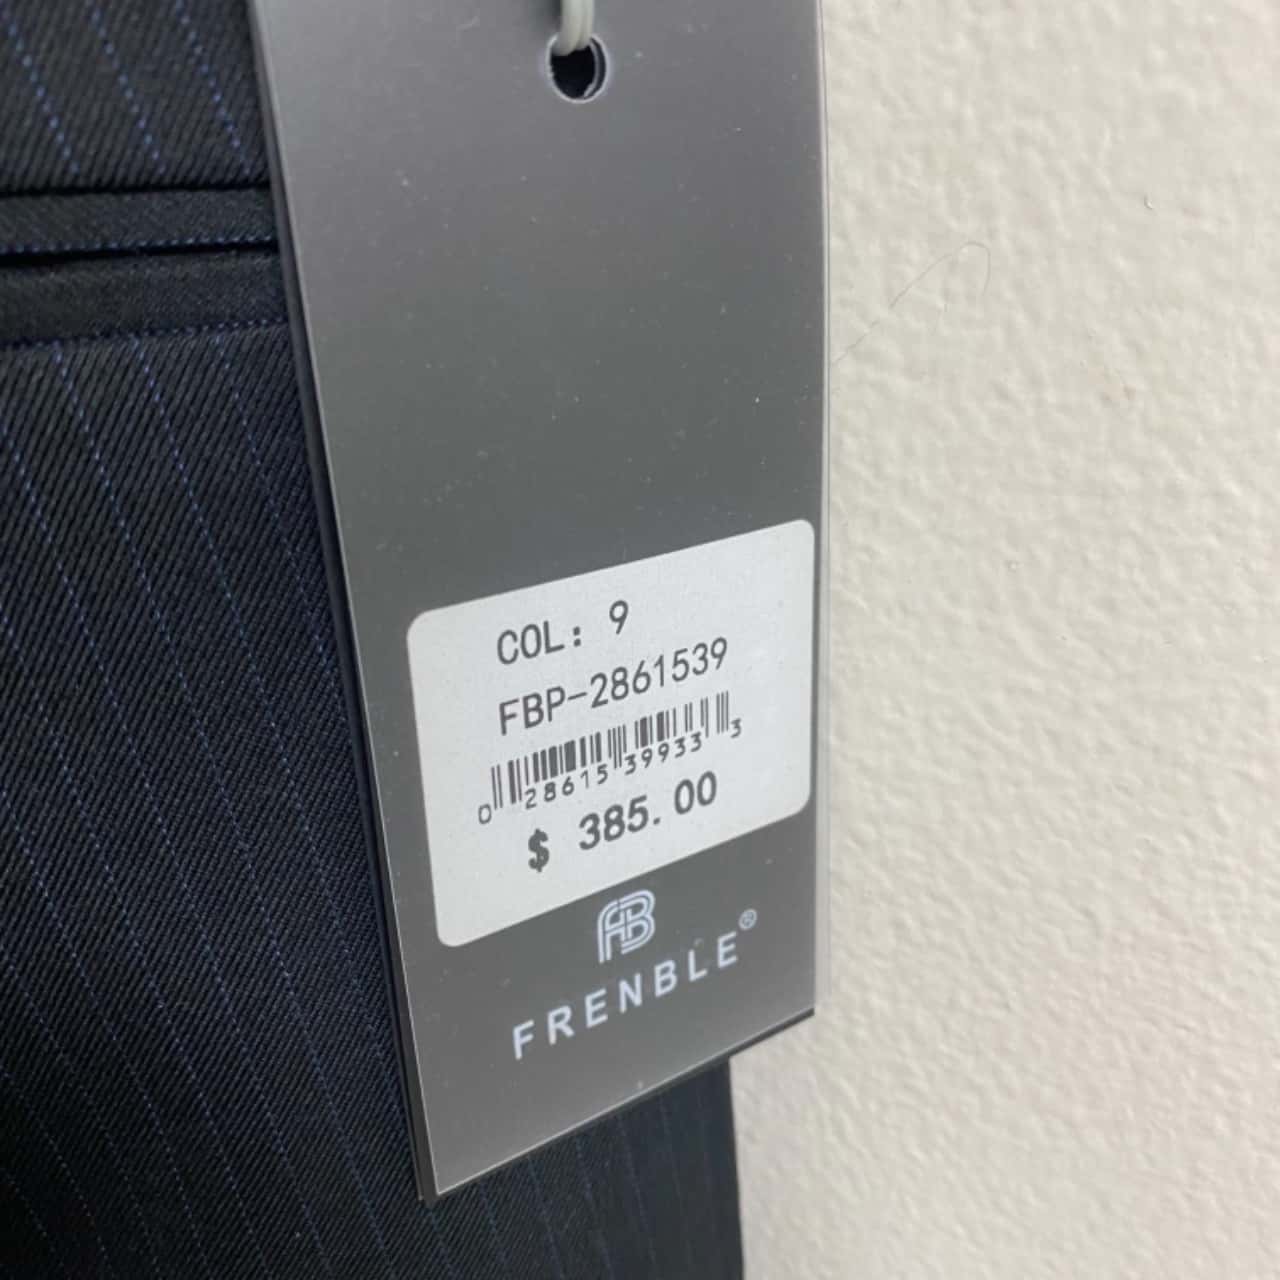 COL: 9
FBP-2861539
0 28615 39933 3
$ 385.00
FB
FRENBLE®